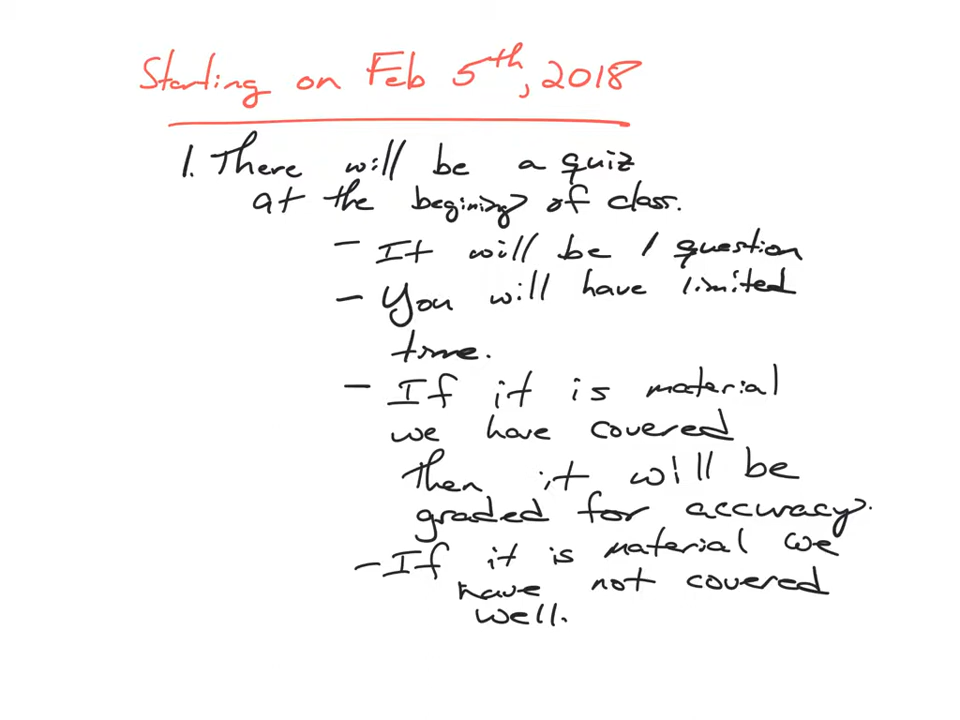 Starting on Feb 5th, 2018
1. There will be a quiz
at the begining of class.
- It will be 1 question
- You will have limited
time.
- If it is material
we have covered
then it will be
graded for accuracy.
- If it is material we
have not covered
well.